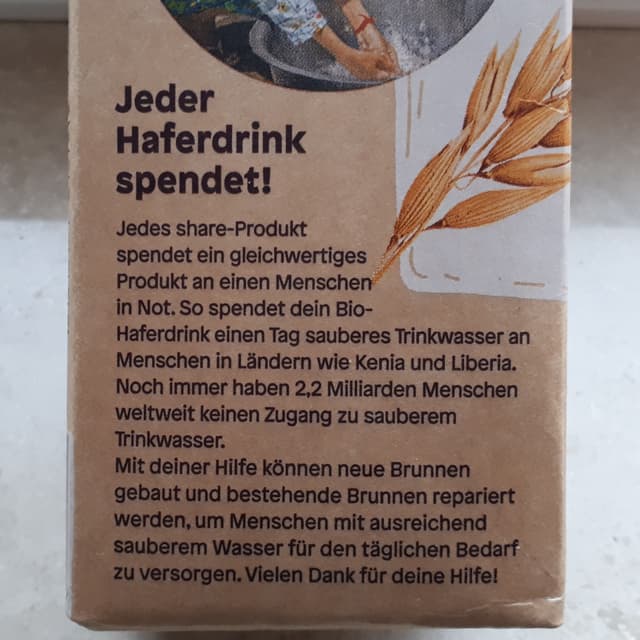 Jeder
Haferdrink
spendet!
Jedes share-Produkt
spendet ein gleichwertiges
Produkt an einen Menschen
in Not. So spendet dein Bio-
Haferdrink einen Tag sauberes Trinkwasser an
Menschen in Ländern wie Kenia und Liberia.
Noch immer haben 2,2 Milliarden Menschen
weltweit keinen Zugang zu sauberem
Trinkwasser.
Mit deiner Hilfe können neue Brunnen
gebaut und bestehende Brunnen repariert
werden, um Menschen mit ausreichend
sauberem Wasser für den täglichen Bedarf
zu versorgen. Vielen Dank für deine Hilfe!